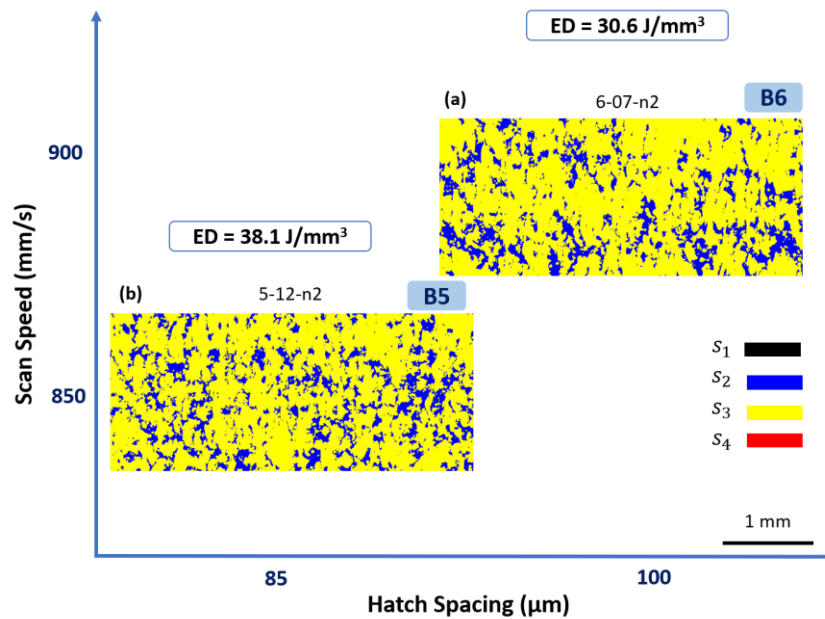 ED = 30.6 J/mm³
(a) 6-07-n2 B6
900
ED = 38.1 J/mm³
(b) 5-12-n2 B5
850
Scan Speed (mm/s)
s₁
s₂
s₃
s₄
1 mm
85 100
Hatch Spacing (µm)